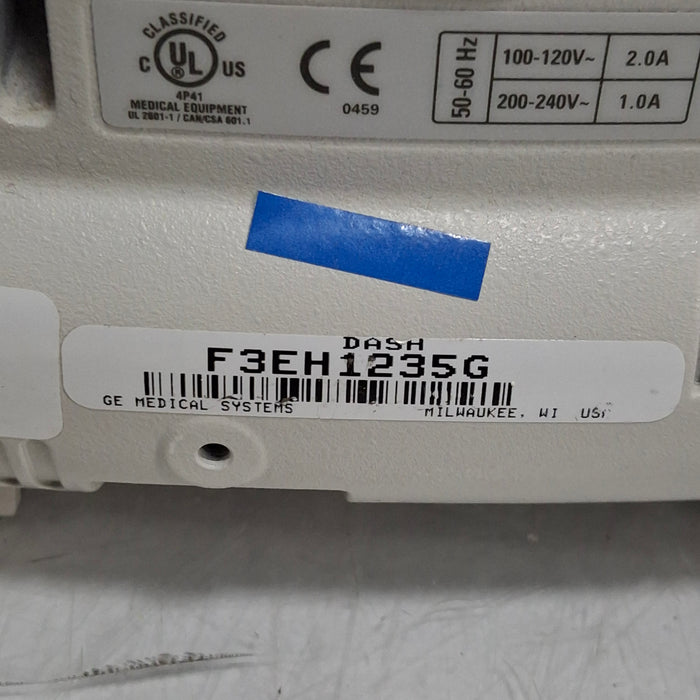 CLASSIFIED
C UL US
®
4P41
MEDICAL EQUIPMENT
UL 2601-1 / CAN/CSA 601.1
CE
0459
50-60 Hz
100-120V~ 2.0A
200-240V~ 1.0A
DASH
F3EH1235G
GE MEDICAL SYSTEMS MILWAUKEE, WI USA